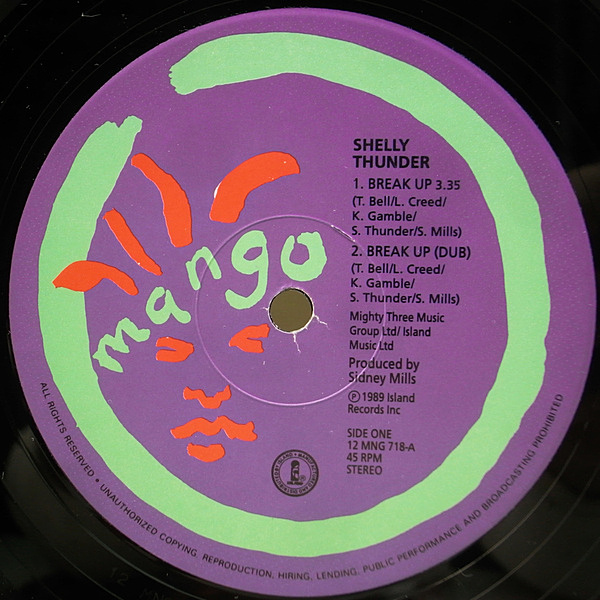 mango
SHELLY
THUNDER
1. BREAK UP 3.35
(T. Bell/L. Creed/
K. Gamble/
S. Thunder/S. Mills)
2. BREAK UP (DUB)
(T. Bell/L. Creed/
K. Gamble/
S. Thunder/S. Mills)
Mighty Three Music
Group Ltd/ Island
Music Ltd
Produced by
Sidney Mills
Ⓟ 1989 Island
Records Inc
SIDE ONE
12 MNG 718-A
45 RPM
STEREO
ALL RIGHTS RESERVED • UNAUTHORIZED COPYING, REPRODUCTION, HIRING, LENDING, PUBLIC PERFORMANCE AND BROADCASTING PROHIBITED